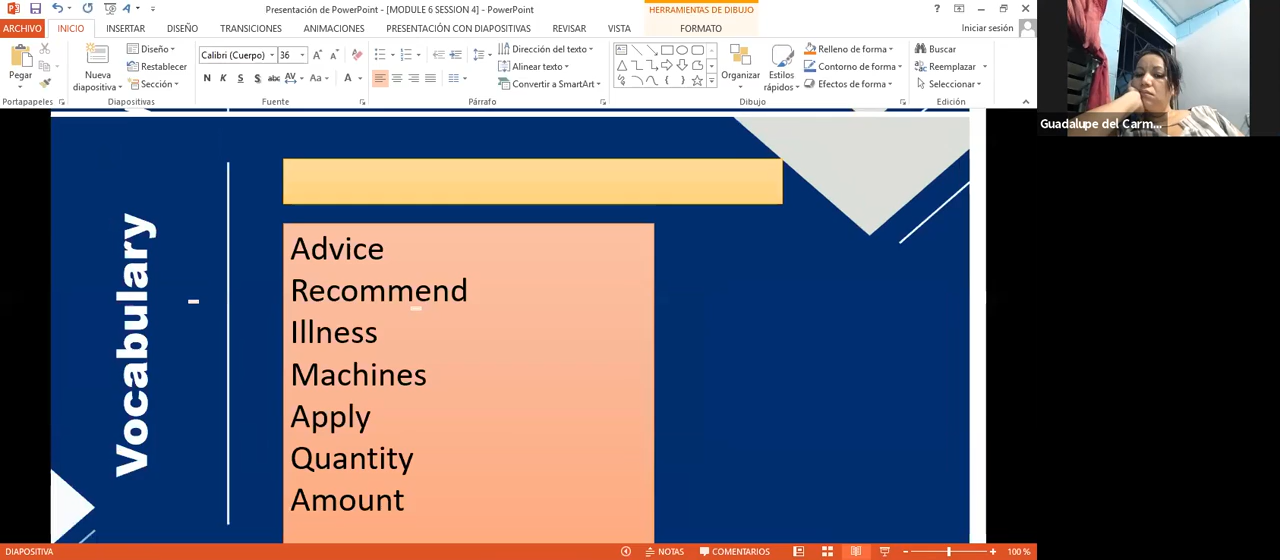 Presentación de PowerPoint - [MODULE 6 SESSION 4] - PowerPoint
HERRAMIENTAS DE DIBUJO
ARCHIVO INICIO INSERTAR DISEÑO TRANSICIONES ANIMACIONES PRESENTACIÓN CON DIAPOSITIVAS REVISAR VISTA FORMATO Iniciar sesión
Pegar
Nueva diapositiva
Diseño
Restablecer
Sección
Calibri (Cuerpo) 36
N K S S abc AV Aa A
Dirección del texto
Alinear texto
Convertir a SmartArt
Organizar
Estilos rápidos
Relleno de forma
Contorno de forma
Efectos de forma
Buscar
Reemplazar
Seleccionar
Portapapeles Diapositivas Fuente Párrafo Dibujo Edición
Guadalupe del Carm...
Vocabulary
Advice
Recommend
Illness
Machines
Apply
Quantity
Amount
DIAPOSITIVA NOTAS COMENTARIOS 100 %